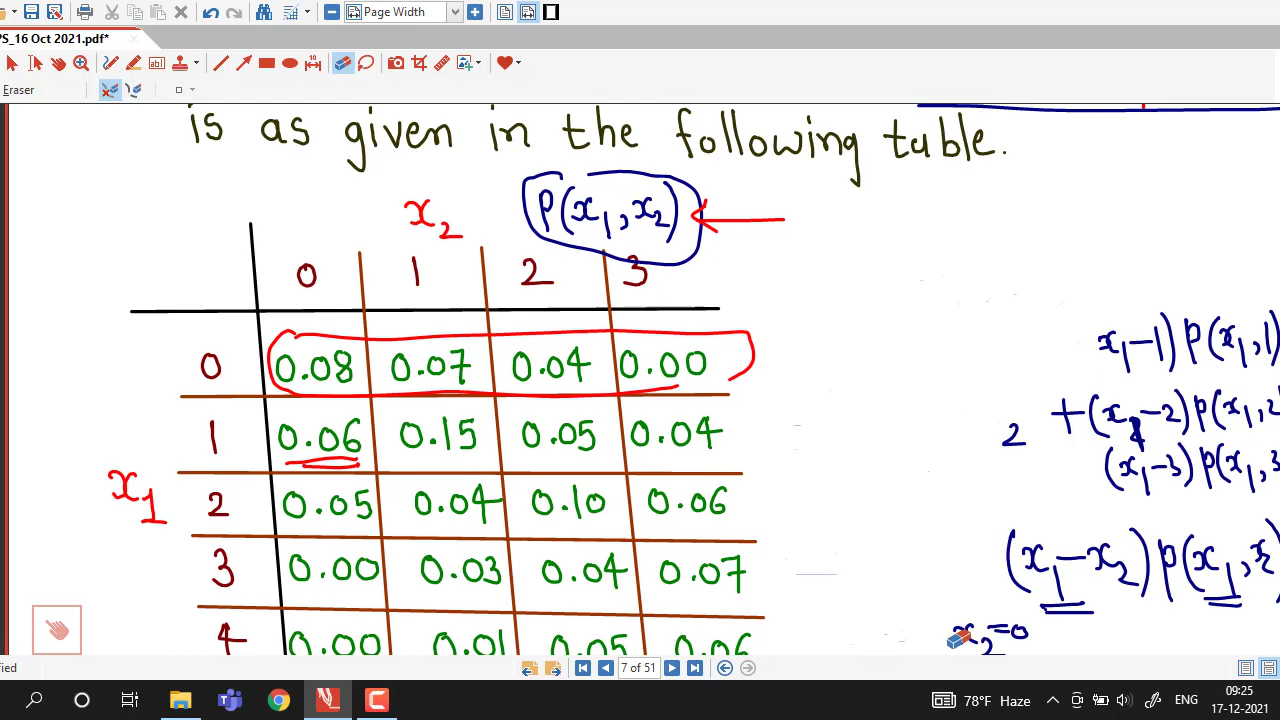 Page Width
PS_16 Oct 2021.pdf*
10
Eraser
is as given in the following table.
x2 P(x1, x2)
0 1 2 3
0 0.08 0.07 0.04 0.00
1 0.06 0.15 0.05 0.04
x1 2 0.05 0.04 0.10 0.06
3 0.00 0.03 0.04 0.07
4 0.00 0.01 0.05 0.06
x1-1) P(x1, 1)
2 +(x1-2) P(x1, 2
(x1-3) P(x1, 3
(x1-x2) P(x1, x2
x2=0
fied 7 of 51
78°F Haze ENG 09:25
17-12-2021